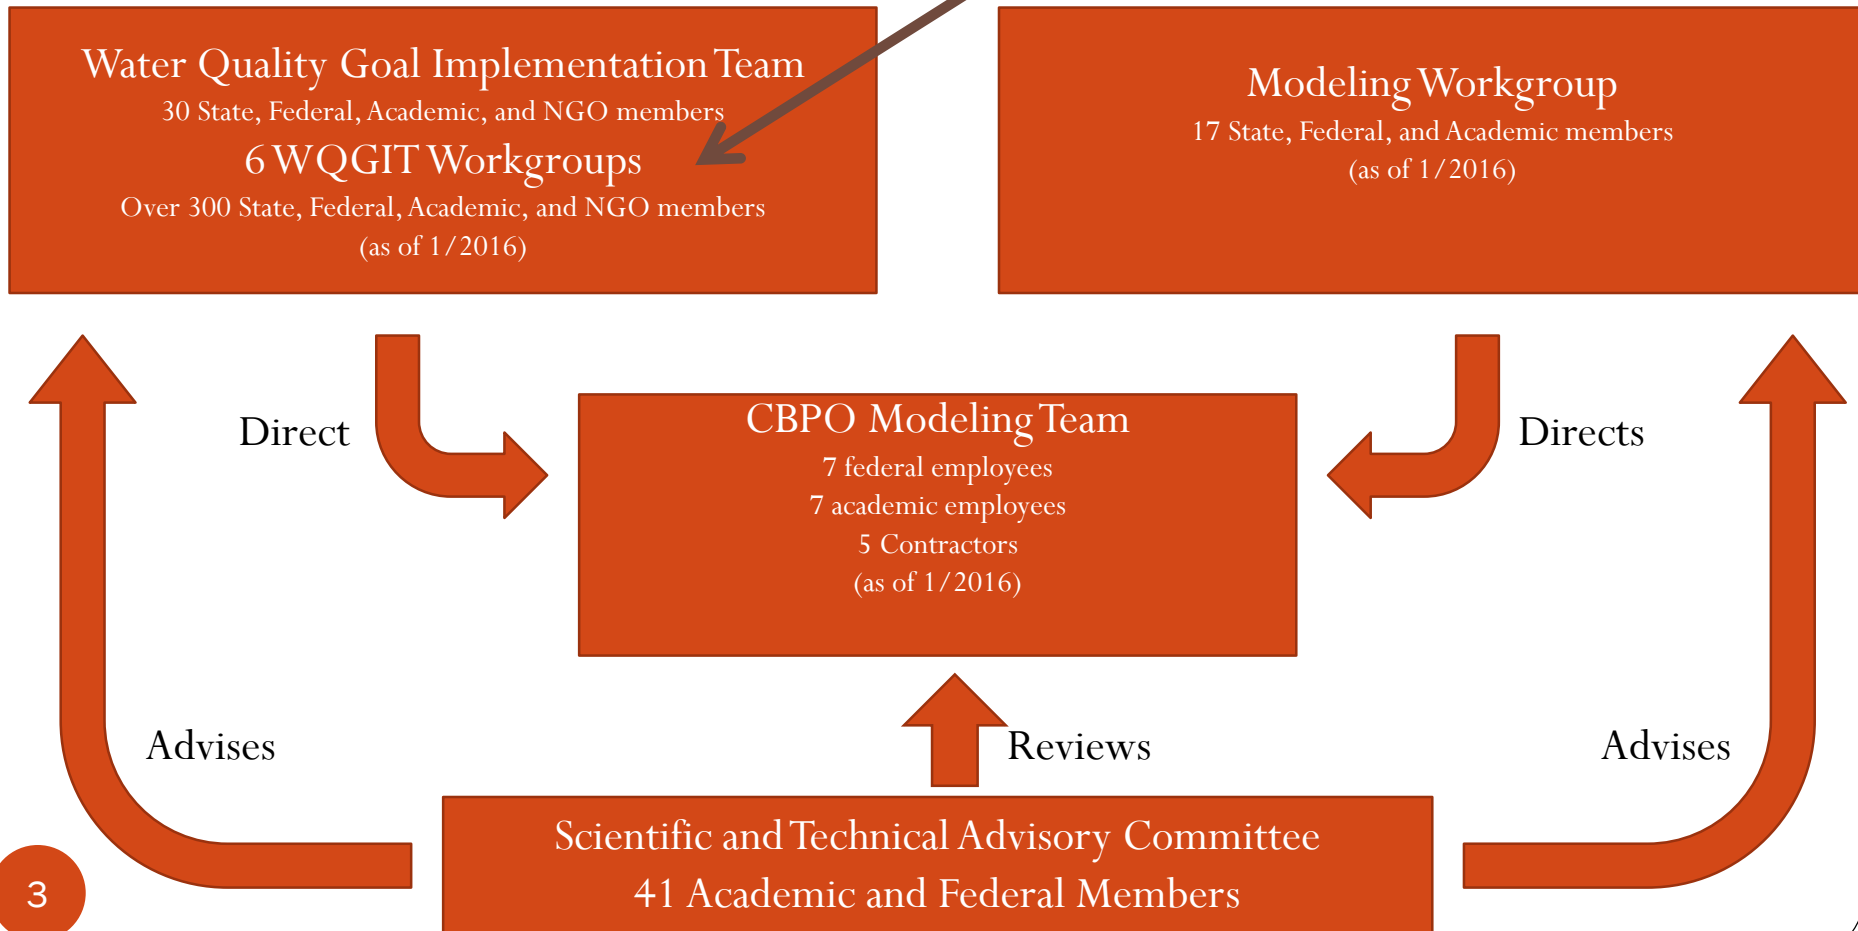 Water Quality Goal Implementation Team
30 State, Federal, Academic, and NGO members
6 WQGIT Workgroups
Over 300 State, Federal, Academic, and NGO members
(as of 1/2016)
Modeling Workgroup
17 State, Federal, and Academic members
(as of 1/2016)
Direct
CBPO Modeling Team
7 federal employees
7 academic employees
5 Contractors
(as of 1/2016)
Directs
Advises
Reviews
Advises
Scientific and Technical Advisory Committee
41 Academic and Federal Members
3